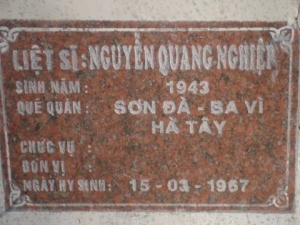 LIỆT SĨ: NGUYỄN QUANG NGHIÊN
SINH NĂM : 1943
QUÊ QUÁN : SƠN ĐÀ - BA VÌ
HÀ TÂY
CHỨC VỤ :
ĐƠN VỊ :
NGÀY HY SINH : 15 - 03 - 1967